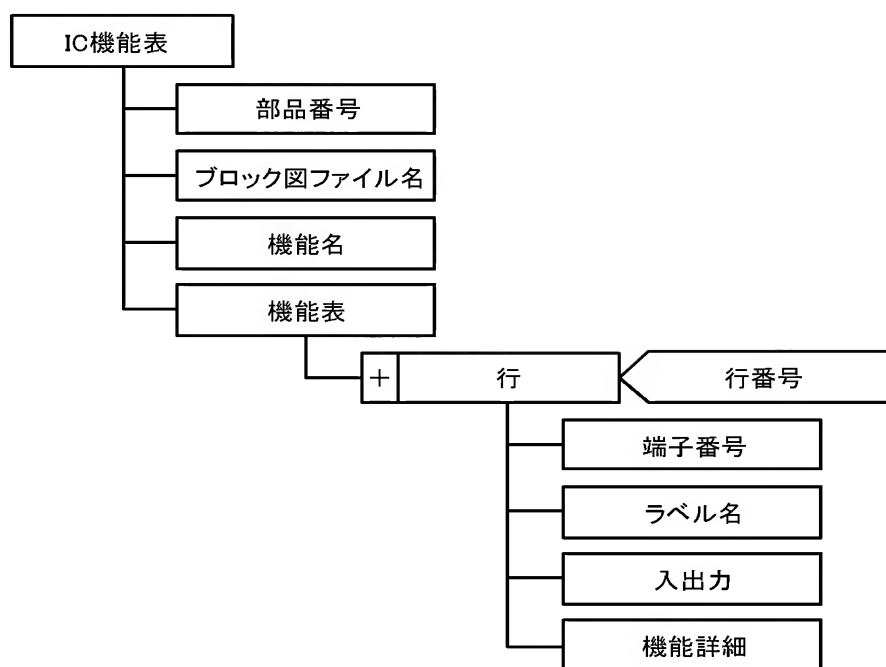 IC機能表
部品番号
ブロック図ファイル名
機能名
機能表
+ 行 行番号
端子番号
ラベル名
入出力
機能詳細